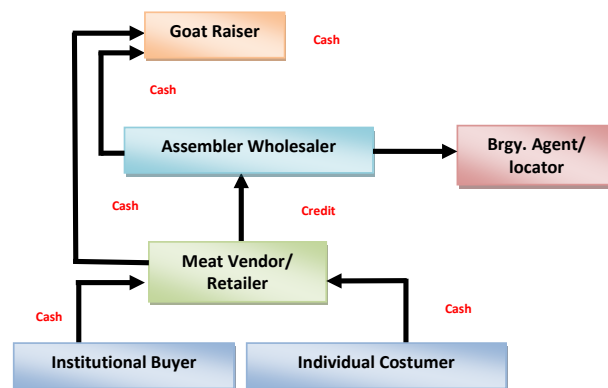 Goat Raiser
Cash
Cash
Assembler Wholesaler
Brgy. Agent/
locator
Cash
Credit
Meat Vendor/
Retailer
Cash
Cash
Institutional Buyer
Individual Costumer